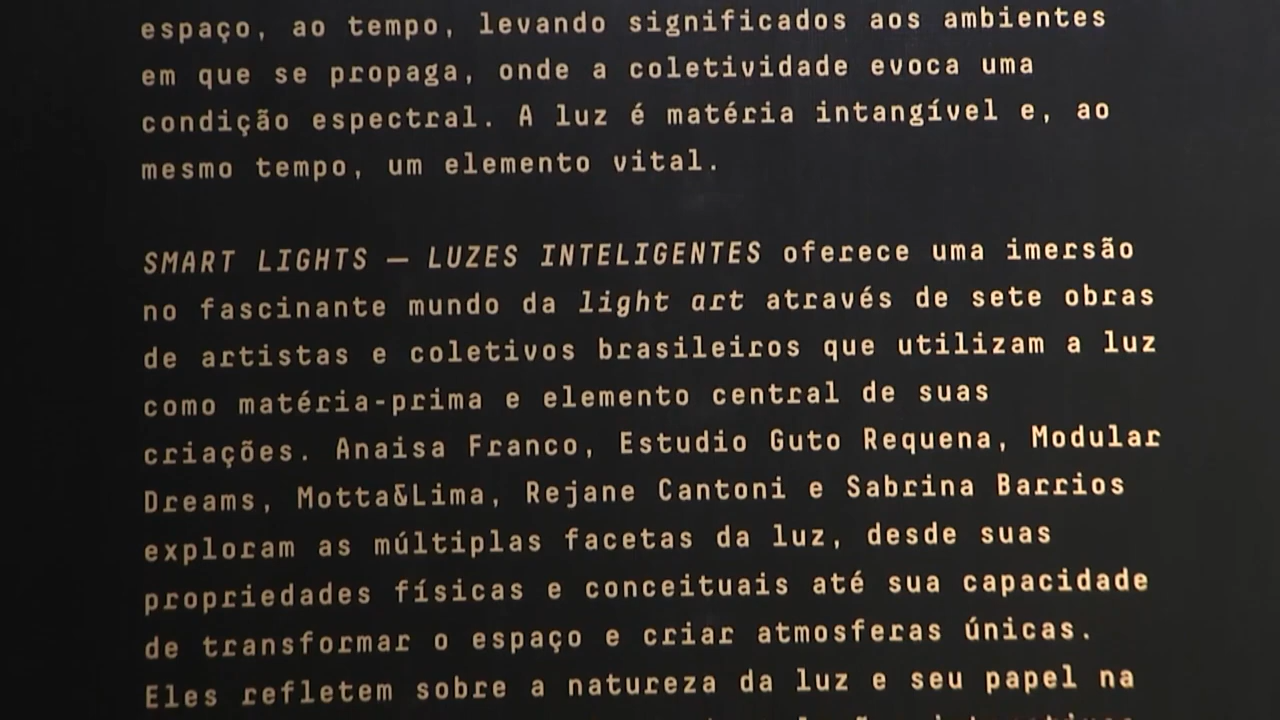 espaço, ao tempo, levando significados aos ambientes
em que se propaga, onde a coletividade evoca uma
condição espectral. A luz é matéria intangível e, ao
mesmo tempo, um elemento vital.
SMART LIGHTS – LUZES INTELIGENTES oferece uma imersão
no fascinante mundo da light art através de sete obras
de artistas e coletivos brasileiros que utilizam a luz
como matéria-prima e elemento central de suas
criações. Anaisa Franco, Estudio Guto Requena, Modular
Dreams, Motta&Lima, Rejane Cantoni e Sabrina Barrios
exploram as múltiplas facetas da luz, desde suas
propriedades físicas e conceituais até sua capacidade
de transformar o espaço e criar atmosferas únicas.
Eles refletem sobre a natureza da luz e seu papel na